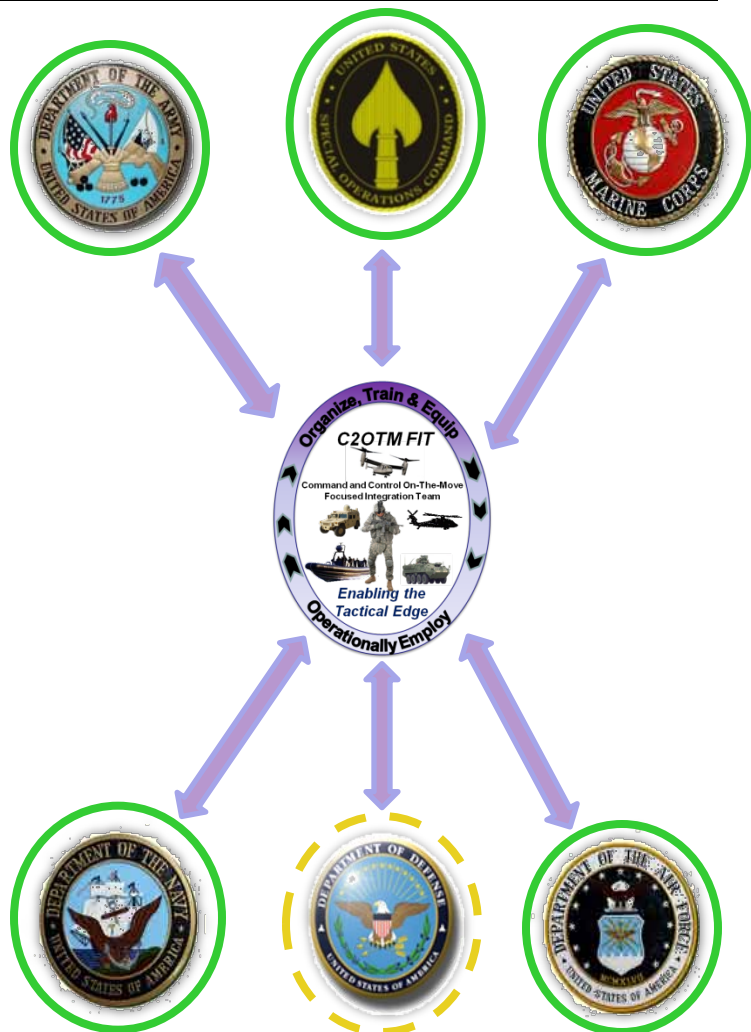 DEPARTMENT OF THE ARMY
UNITED STATES OF AMERICA
1775
UNITED STATES
SPECIAL OPERATIONS COMMAND
UNITED STATES
MARINE CORPS
Organize, Train & Equip
C2OTM FIT
Command and Control On-The-Move
Focused Integration Team
Enabling the
Tactical Edge
Operationally Employ
DEPARTMENT OF THE NAVY
UNITED STATES OF AMERICA
DEPARTMENT OF DEFENSE
UNITED STATES OF AMERICA
DEPARTMENT OF THE AIR FORCE
MCMXLVII
UNITED STATES OF AMERICA